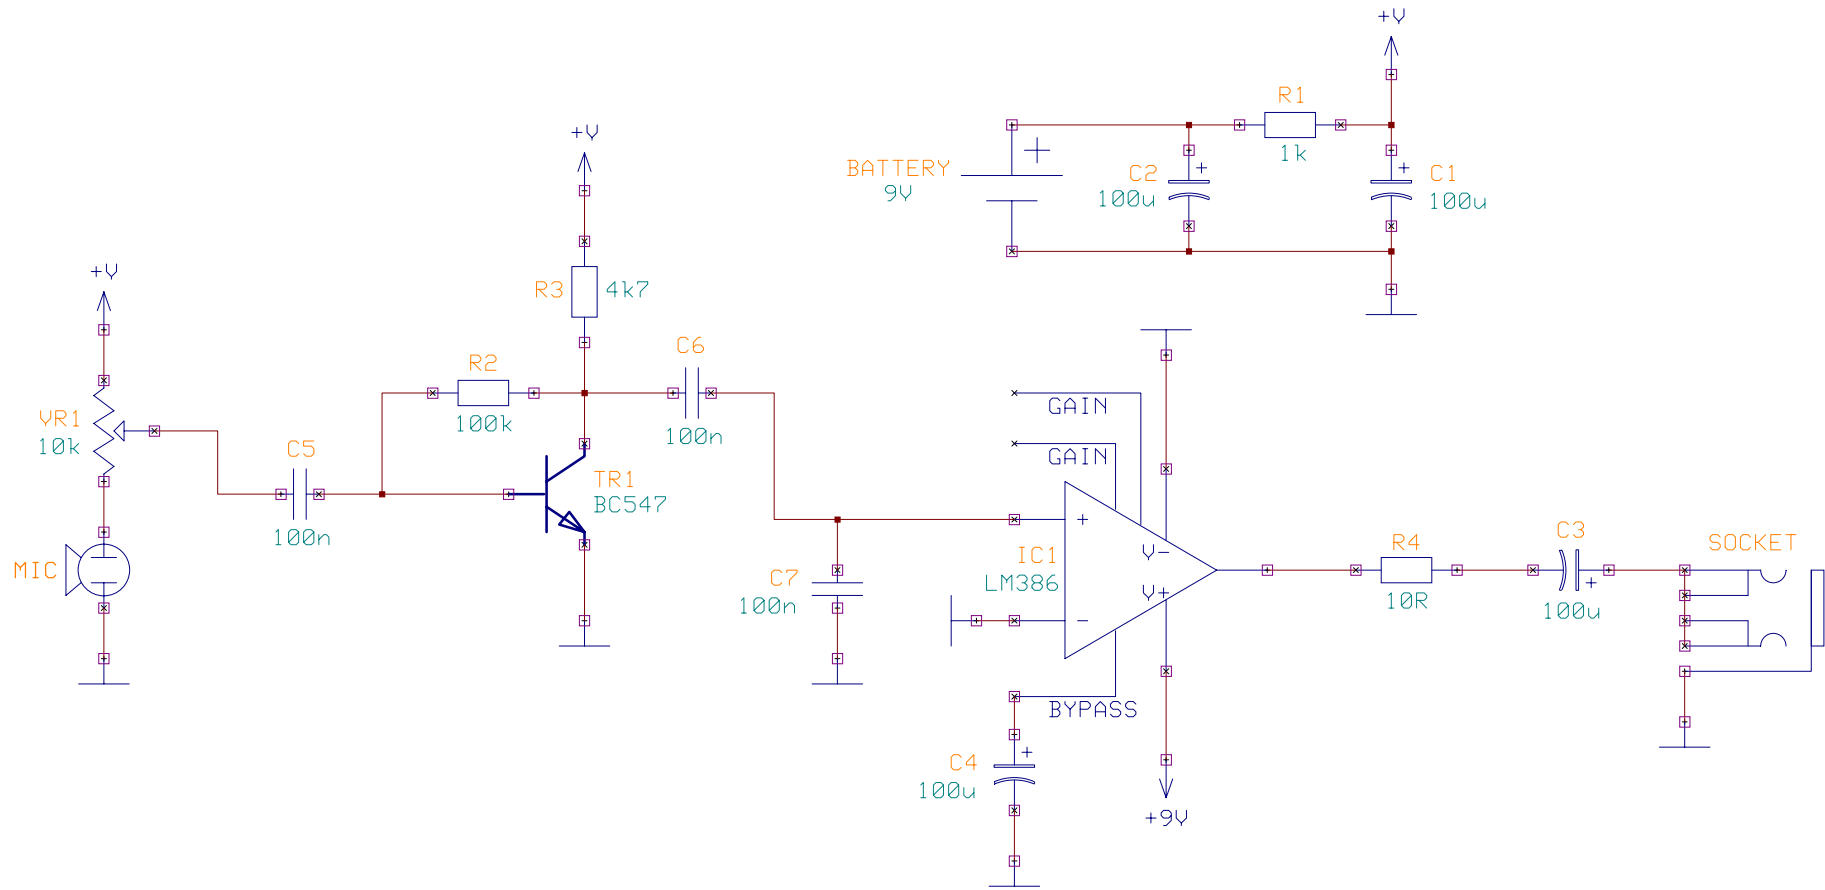 +V
R1
1k
BATTERY
9V
+
C2
+
100u
C1
+
100u
+V
R3
4k7
+V
VR1
10k
MIC
C5
100n
R2
100k
C6
100n
TR1
BC547
C7
100n
GAIN
GAIN
+
V-
IC1
LM386
V+
-
BYPASS
C4
+
100u
+9V
R4
10R
C3
+
100u
SOCKET